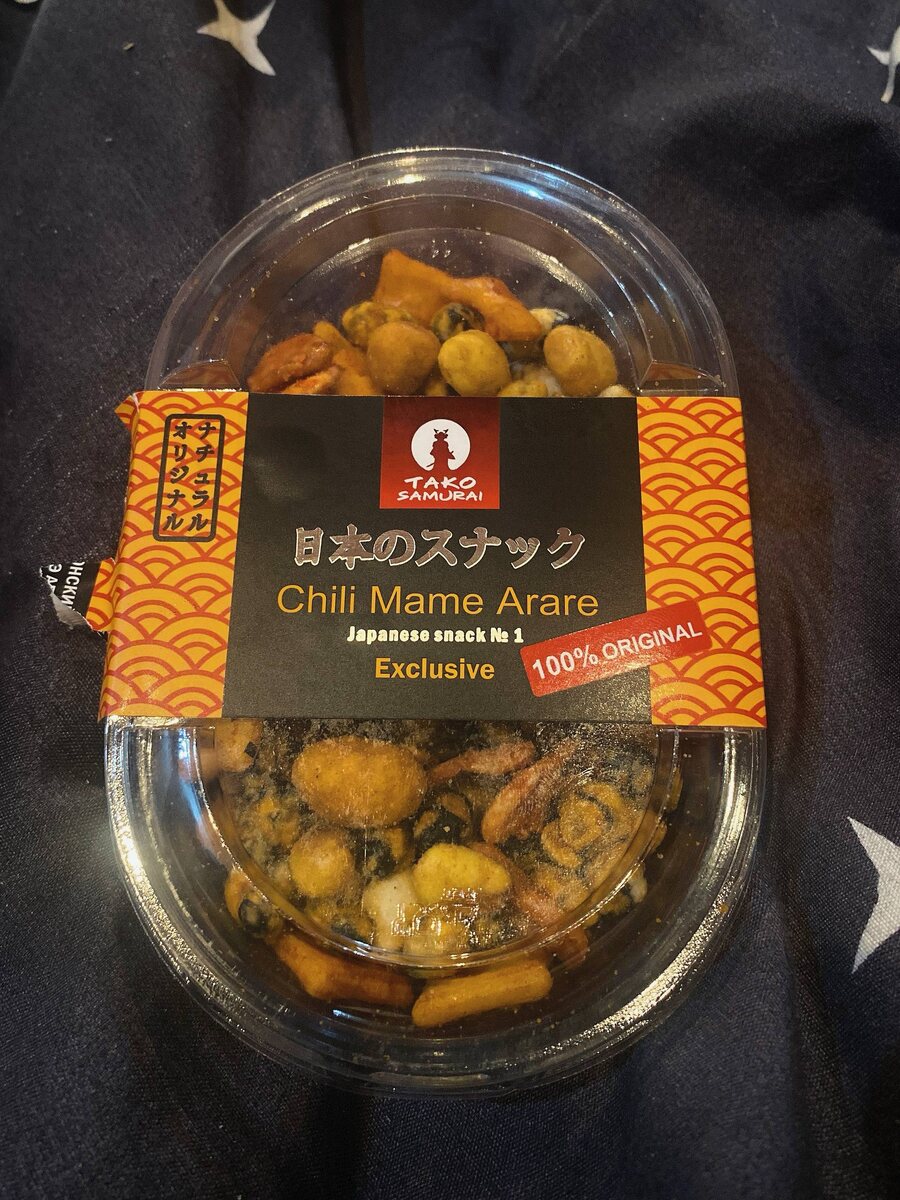 ナチュラル
オリジナル
TAKO
SAMURAI
日本のスナック
Chili Mame Arare
Japanese snack № 1
Exclusive
100% ORIGINAL